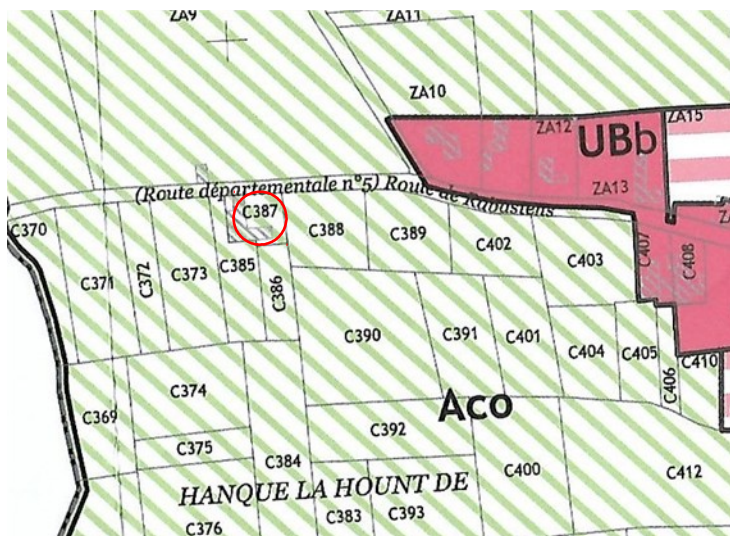 ZA9
ZA11
ZA10
ZA12
UBb
ZA15
ZA13
(Route départementale n°5) Route de Rabastens
C370
C387
C388
C389
C402
C403
C407
C408
C371
C372
C373
C385
C386
C390
C391
C401
C404
C405
C406
C410
C374
C369
C375
C392
Aco
C384
C400
C412
HANQUE LA HOUNT DE
C376
C383
C393